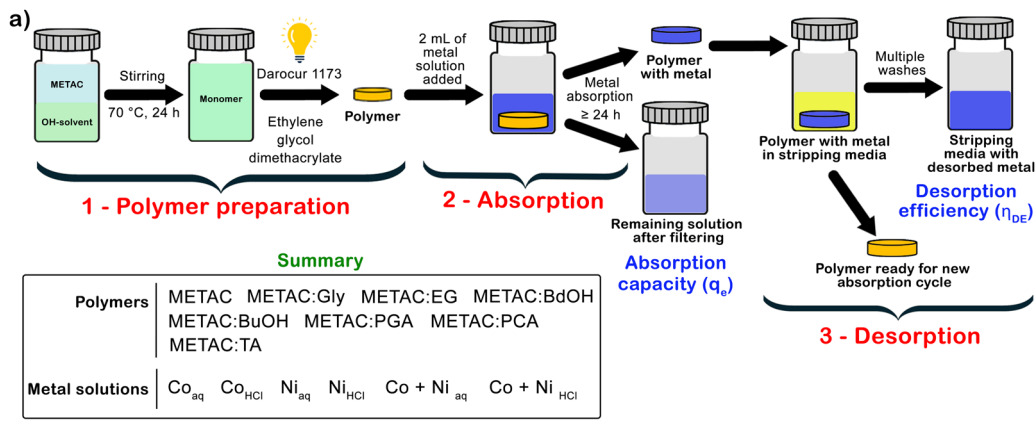 a)
METAC
OH-solvent
Stirring
70 °C, 24 h
Monomer
Darocur 1173
Ethylene
glycol
dimethacrylate
Polymer
1 - Polymer preparation
2 mL of
metal
solution
added
Metal
absorption
≥ 24 h
2 - Absorption
Polymer
with metal
Remaining solution
after filtering
Absorption
capacity (qe)
Polymer with metal
in stripping media
Multiple
washes
Stripping
media with
desorbed metal
Desorption
efficiency (ηDE)
Polymer ready for new
absorption cycle
3 - Desorption
Summary
Polymers
METAC METAC:Gly METAC:EG METAC:BdOH
METAC:BuOH METAC:PGA METAC:PCA
METAC:TA
Metal solutions
Coaq CoHCl Niaq NiHCl Co + Ni aq Co + Ni HCl